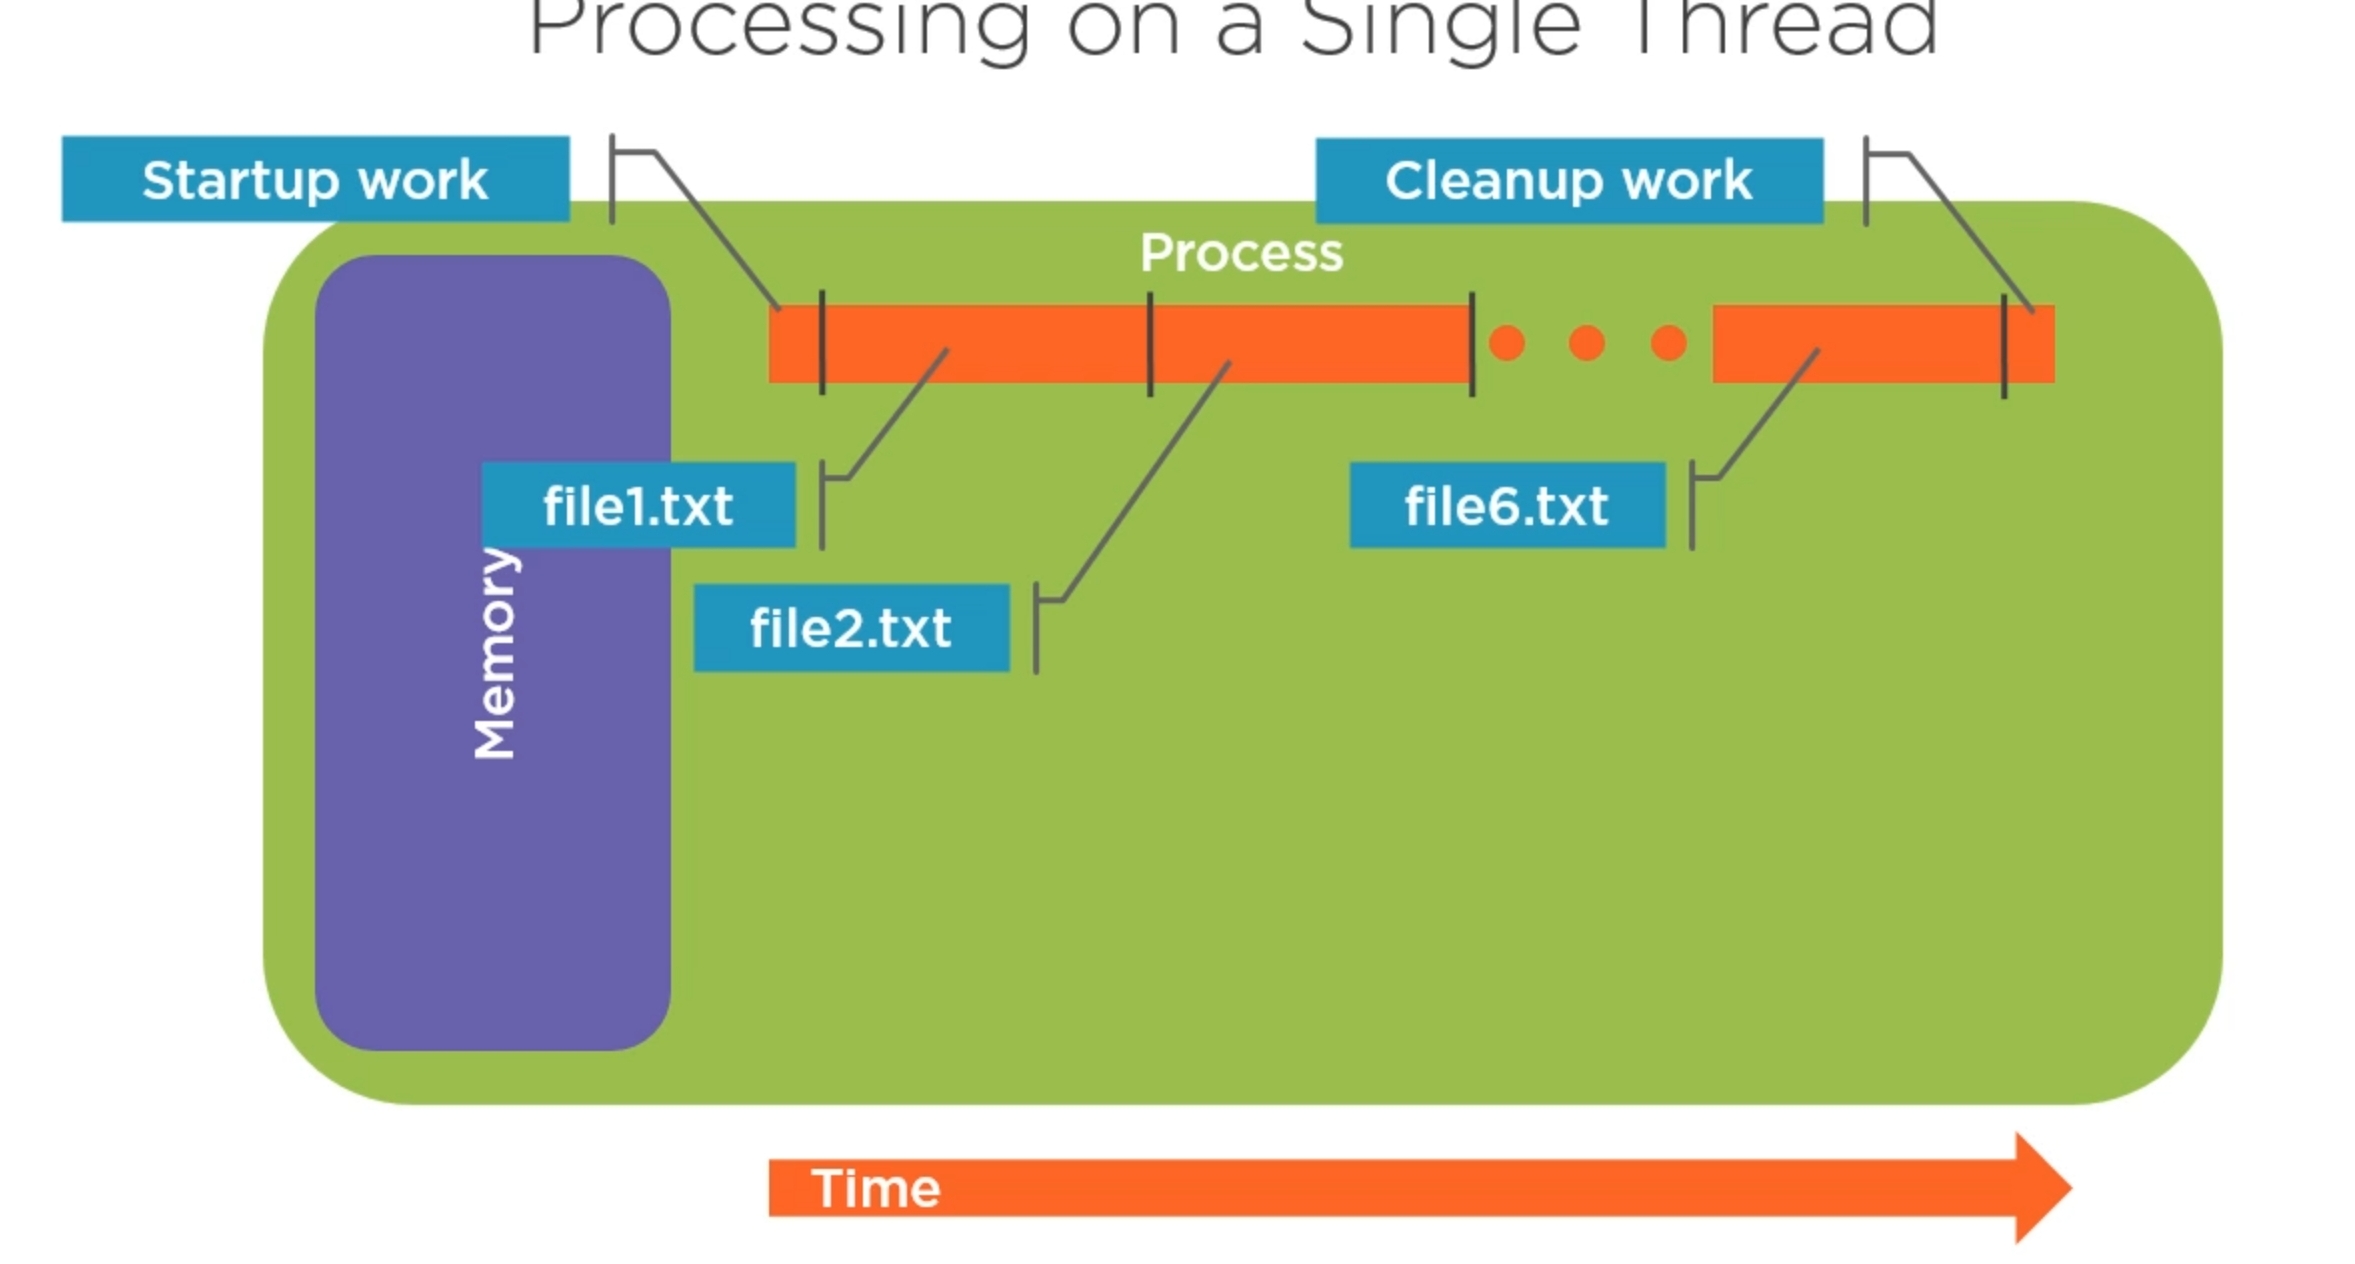 Processing on a Single Thread
Startup work
Cleanup work
Process
file1.txt
file6.txt
Memory
file2.txt
Time